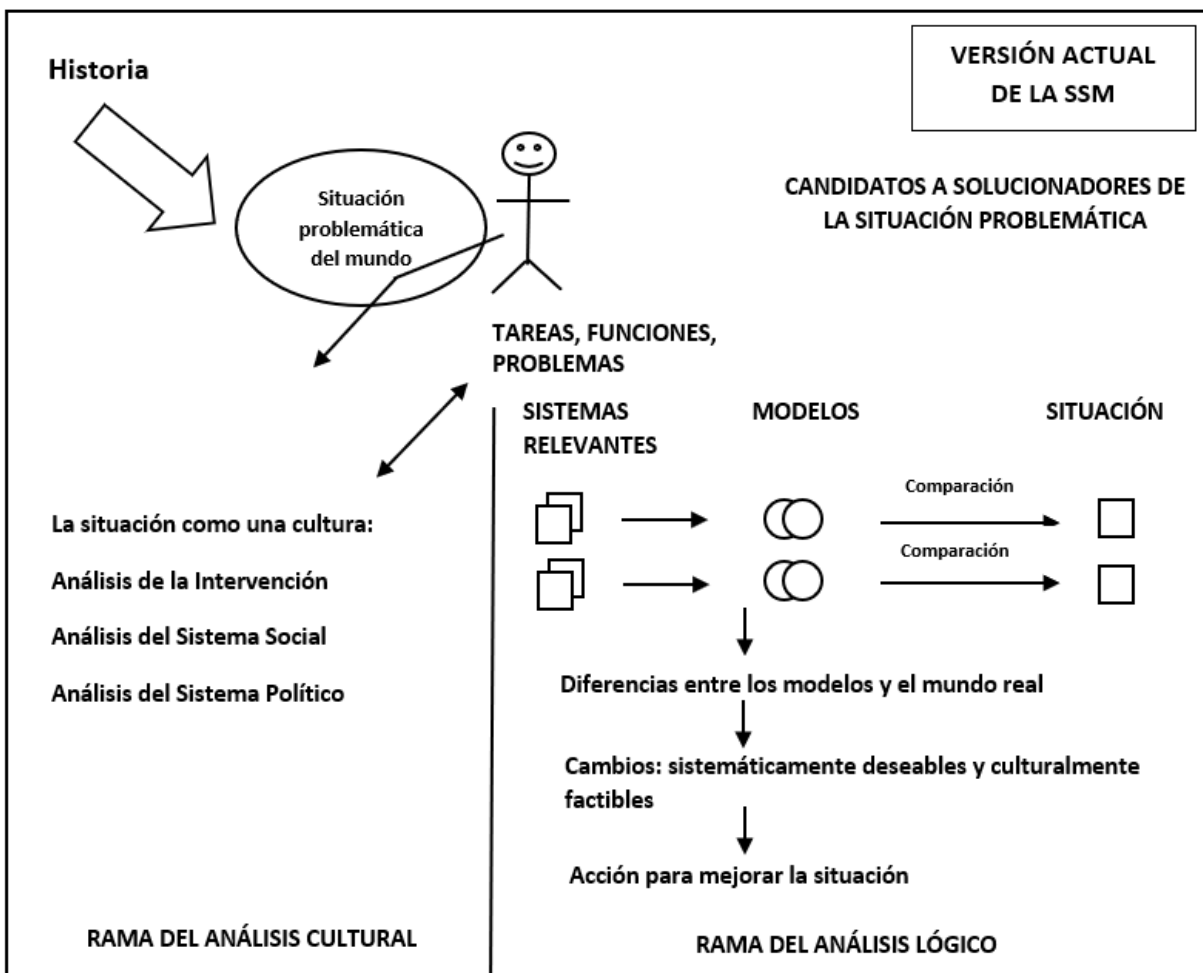 Historia
VERSIÓN ACTUAL
DE LA SSM
Situación
problemática
del mundo
CANDIDATOS A SOLUCIONADORES DE
LA SITUACIÓN PROBLEMÁTICA
TAREAS, FUNCIONES,
PROBLEMAS
SISTEMAS
RELEVANTES
MODELOS
SITUACIÓN
Comparación
Comparación
La situación como una cultura:
Análisis de la Intervención
Análisis del Sistema Social
Análisis del Sistema Político
Diferencias entre los modelos y el mundo real
Cambios: sistemáticamente deseables y culturalmente
factibles
Acción para mejorar la situación
RAMA DEL ANÁLISIS CULTURAL
RAMA DEL ANÁLISIS LÓGICO